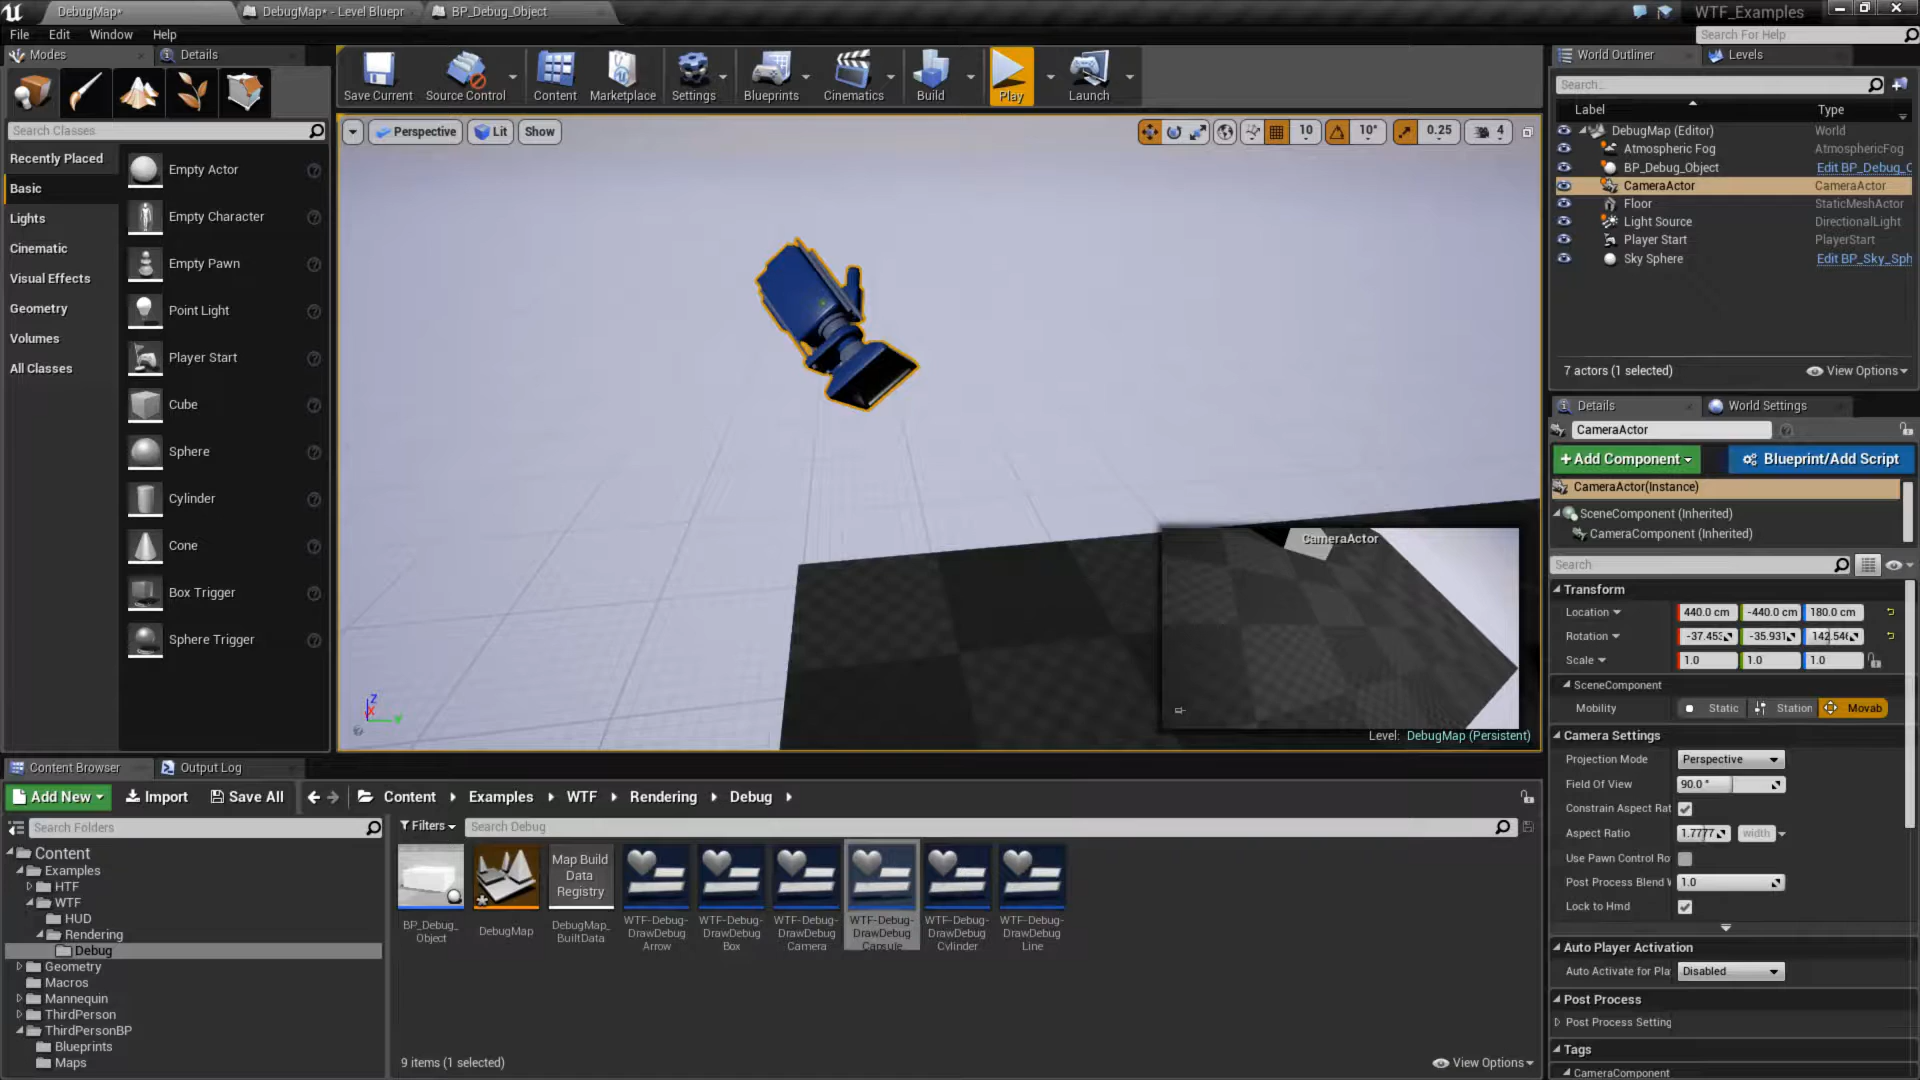 DebugMap*
DebugMap* - Level Bluepr
BP_Debug_Object
WTF_Examples
File Edit Window Help
Search For Help
Modes
Details
Save Current
Source Control
Content
Marketplace
Settings
Blueprints
Cinematics
Build
Play
Launch
World Outliner
Levels
Search Classes
Recently Placed
Basic
Lights
Cinematic
Visual Effects
Geometry
Volumes
All Classes
Empty Actor
Empty Character
Empty Pawn
Point Light
Player Start
Cube
Sphere
Cylinder
Cone
Box Trigger
Sphere Trigger
Perspective
Lit
Show
10
10°
0.25
4
CameraActor
Level: DebugMap (Persistent)
Z
X
Search...
Label Type
DebugMap (Editor) World
Atmospheric Fog AtmosphericFog
BP_Debug_Object Edit BP_Debug_O
CameraActor CameraActor
Floor StaticMeshActor
Light Source DirectionalLight
Player Start PlayerStart
Sky Sphere Edit BP_Sky_Sph
7 actors (1 selected)
View Options
Details
World Settings
CameraActor
+Add Component
Blueprint/Add Script
CameraActor(Instance)
SceneComponent (Inherited)
CameraComponent (Inherited)
Search
Transform
Location 440.0 cm -440.0 cm 180.0 cm
Rotation -37.453 -35.931 142.546
Scale 1.0 1.0 1.0
SceneComponent
Mobility Static Station Movab
Camera Settings
Projection Mode Perspective
Field Of View 90.0 °
Constrain Aspect Rat
Aspect Ratio 1.7777 width
Use Pawn Control Ro
Post Process Blend W 1.0
Lock to Hmd
Auto Player Activation
Auto Activate for Pla Disabled
Post Process
Post Process Setting
Tags
CameraComponent
Content Browser
Output Log
Add New
Import
Save All
Content
Examples
WTF
Rendering
Debug
Search Folders
Filters
Search Debug
Content
Examples
HTF
WTF
HUD
Rendering
Debug
Geometry
Macros
Mannequin
ThirdPerson
ThirdPersonBP
Blueprints
Maps
BP_Debug_
Object
DebugMap
Map Build
Data
Registry
DebugMap_
BuiltData
WTF-Debug-
DrawDebug
Arrow
WTF-Debug-
DrawDebug
Box
WTF-Debug-
DrawDebug
Camera
WTF-Debug-
DrawDebug
Capsule
WTF-Debug-
DrawDebug
Cylinder
WTF-Debug-
DrawDebug
Line
9 items (1 selected)
View Options